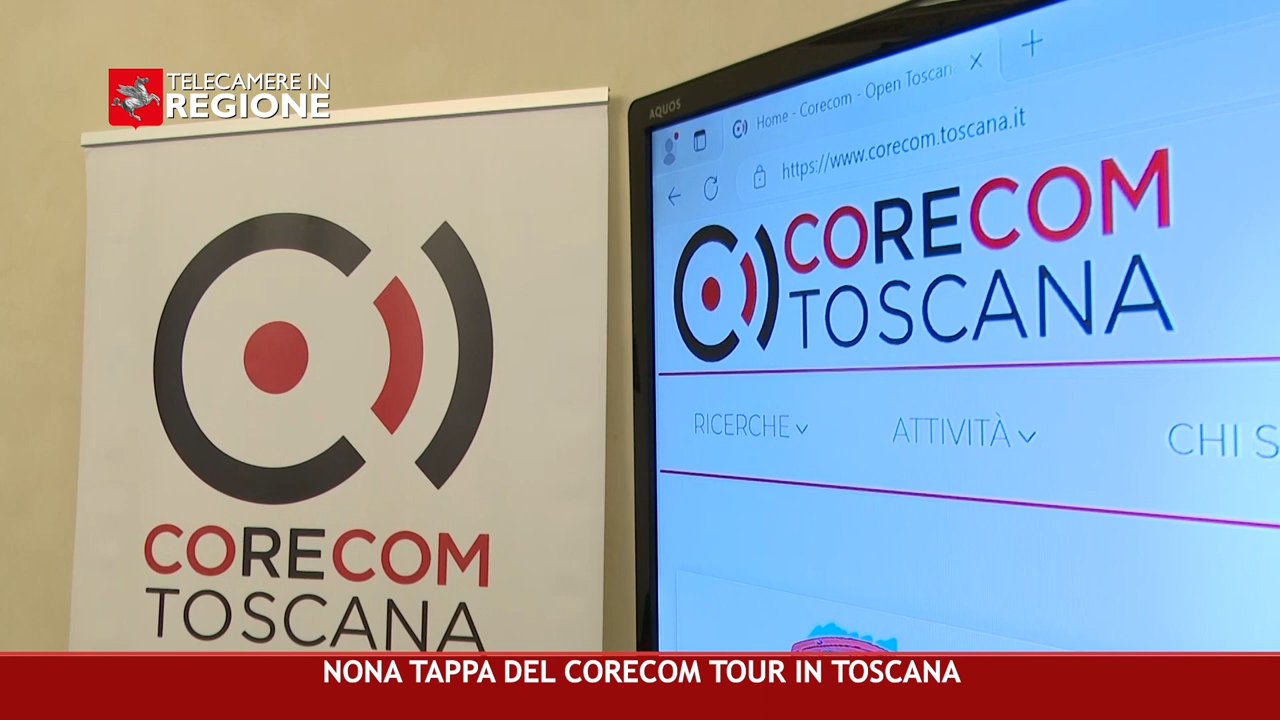 TELECAMERE IN
REGIONE
AQUOS
Home - Corecom - Open Toscan
https://www.corecom.toscana.it
CORECOM
TOSCANA
RICERCHE
ATTIVITÀ
CHI S
CORECOM
TOSCANA
NONA TAPPA DEL CORECOM TOUR IN TOSCANA